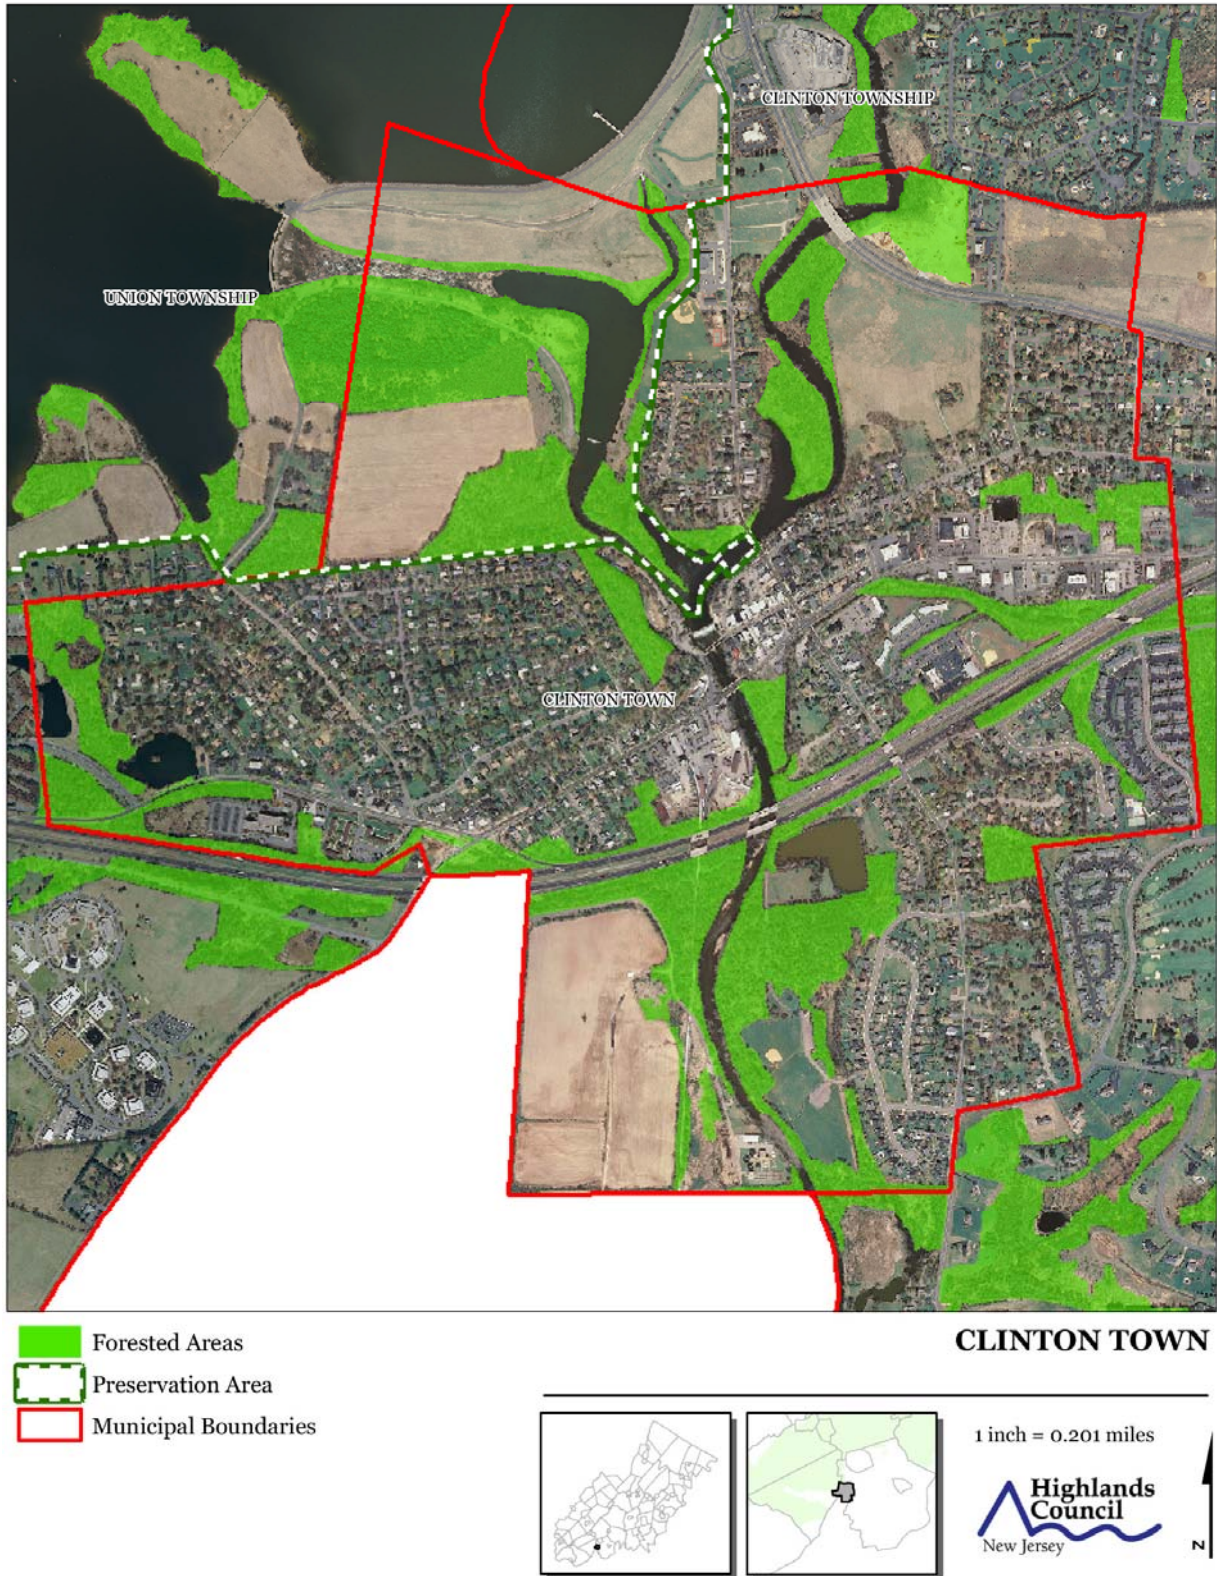 CLINTON TOWNSHIP
UNION TOWNSHIP
CLINTON TOWN
Forested Areas
Preservation Area
Municipal Boundaries
CLINTON TOWN
1 inch = 0.201 miles
Highlands
Council
New Jersey
N